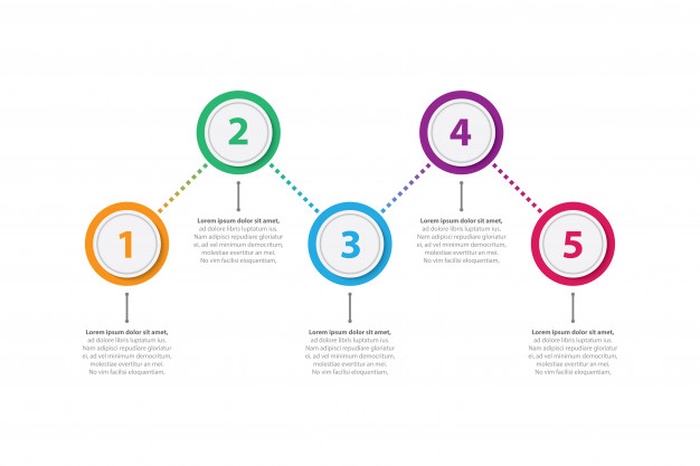 1
Lorem ipsum dolor sit amet,
ad dolore libris luptatum ius,
Nam periculis repudiare gloriatur
ei, ad vel minimum democritum,
molestiae evertitur an mei.
No vim facilisi eloquentiam,
2
Lorem ipsum dolor sit amet,
ad dolore libris luptatum ius,
Nam periculis repudiare gloriatur
ei, ad vel minimum democritum,
molestiae evertitur an mei.
No vim facilisi eloquentiam,
3
Lorem ipsum dolor sit amet,
ad dolore libris luptatum ius,
Nam periculis repudiare gloriatur
ei, ad vel minimum democritum,
molestiae evertitur an mei.
No vim facilisi eloquentiam,
4
Lorem ipsum dolor sit amet,
ad dolore libris luptatum ius,
Nam periculis repudiare gloriatur
ei, ad vel minimum democritum,
molestiae evertitur an mei.
No vim facilisi eloquentiam,
5
Lorem ipsum dolor sit amet,
ad dolore libris luptatum ius,
Nam periculis repudiare gloriatur
ei, ad vel minimum democritum,
molestiae evertitur an mei.
No vim facilisi eloquentiam,